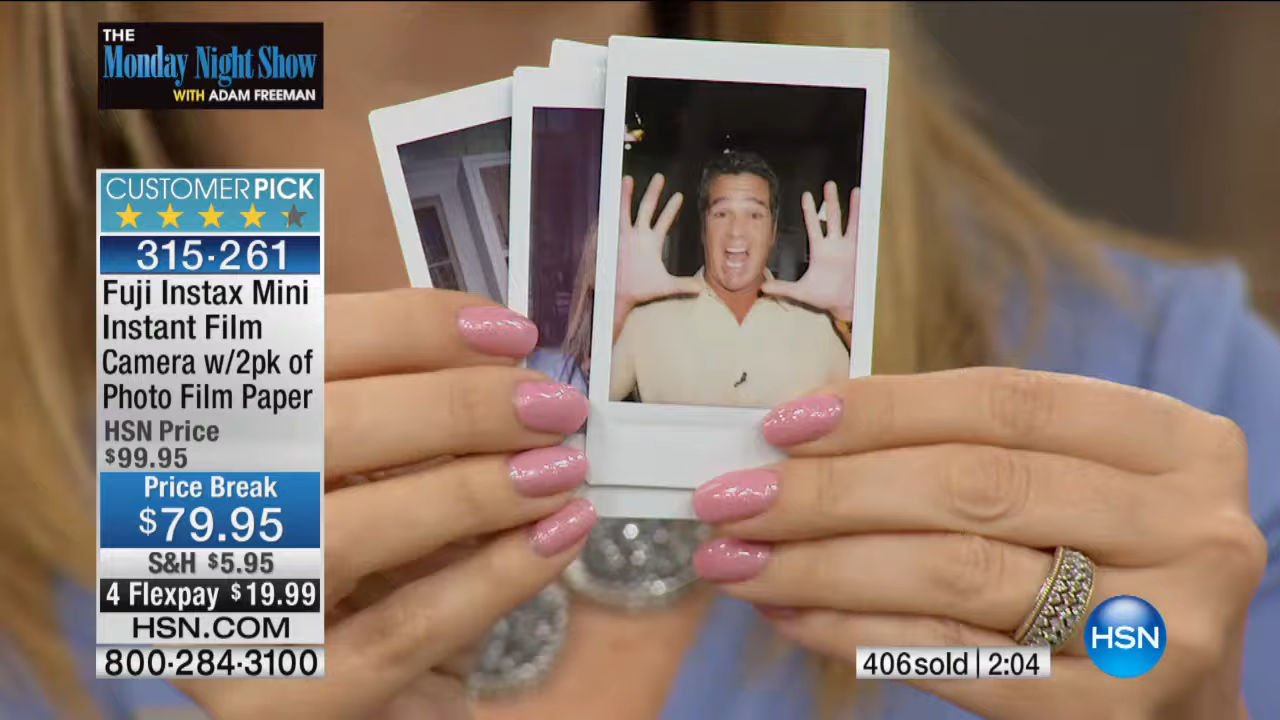 THE
Monday Night Show
WITH ADAM FREEMAN
CUSTOMERPICK
315-261
Fuji Instax Mini
Instant Film
Camera w/2pk of
Photo Film Paper
HSN Price
$99.95
Price Break
$79.95
S&H $5.95
4 Flexpay $19.99
HSN.COM
800-284-3100
406sold | 2:04
HSN